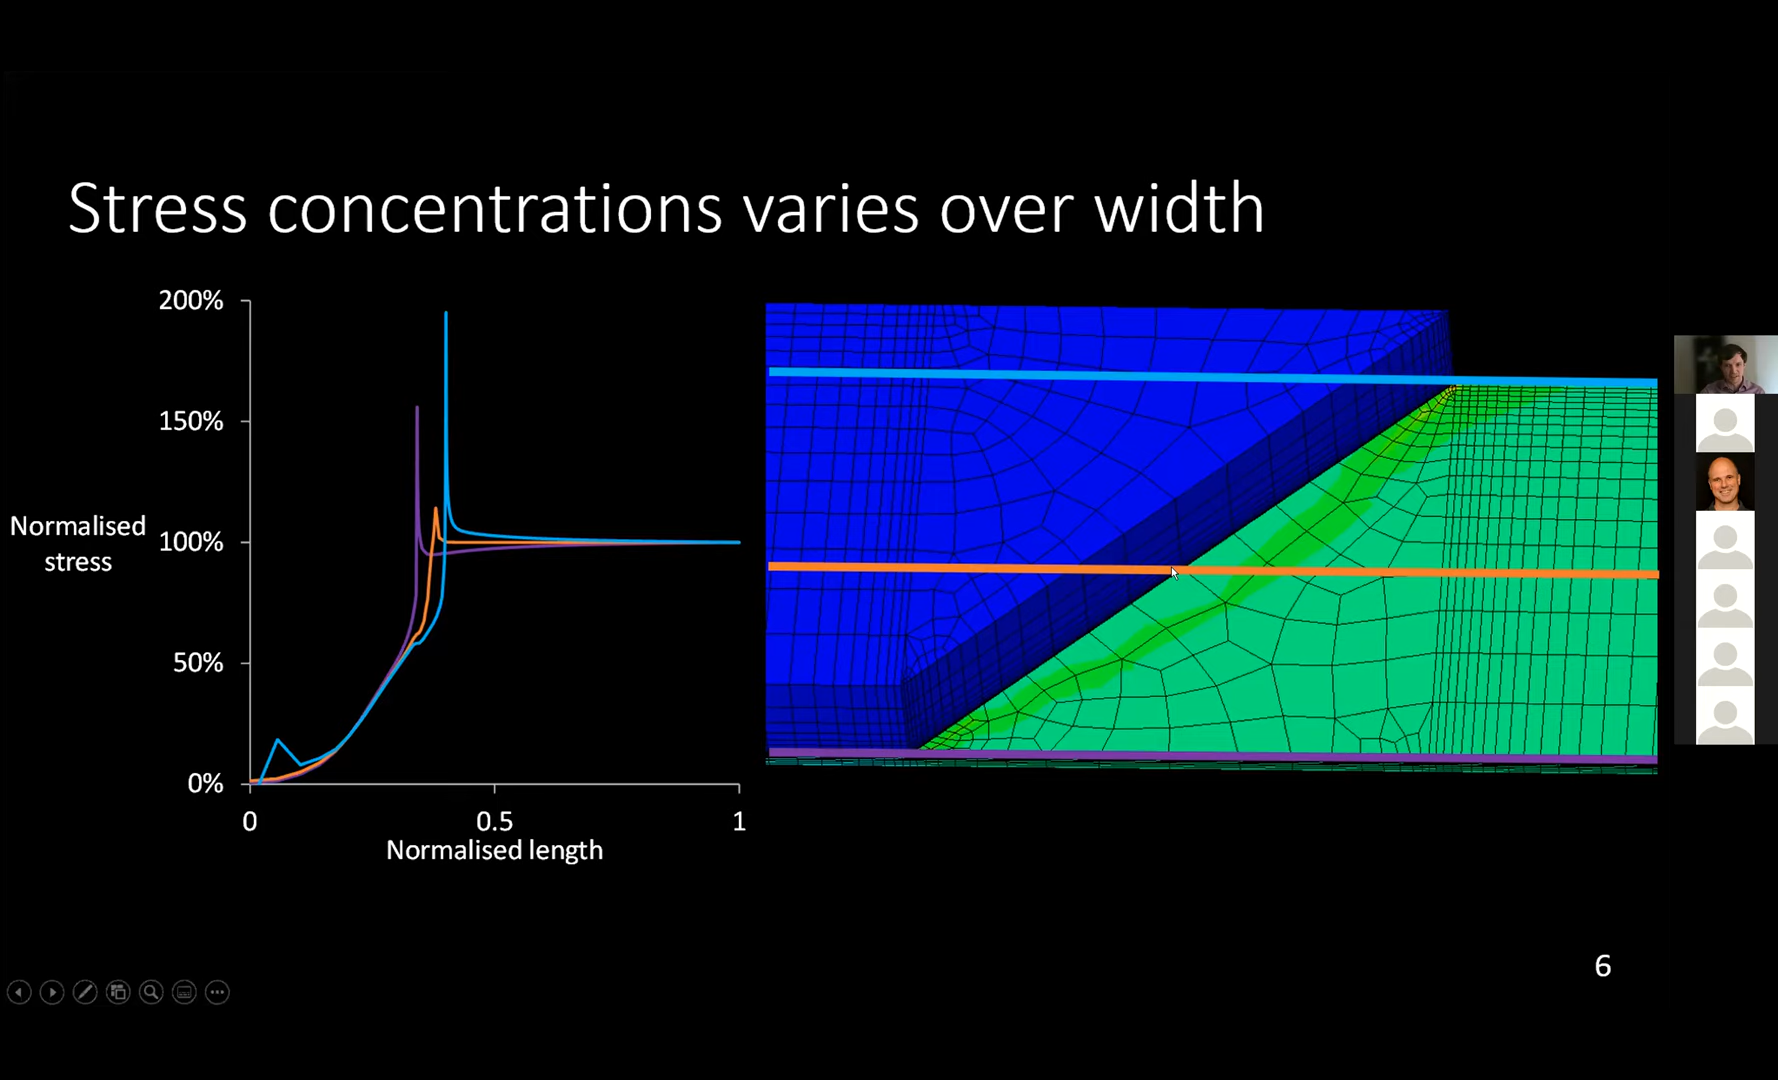 Stress concentrations varies over width
200%
150%
100%
50%
0%
Normalised
stress
0
0.5
1
Normalised length
6